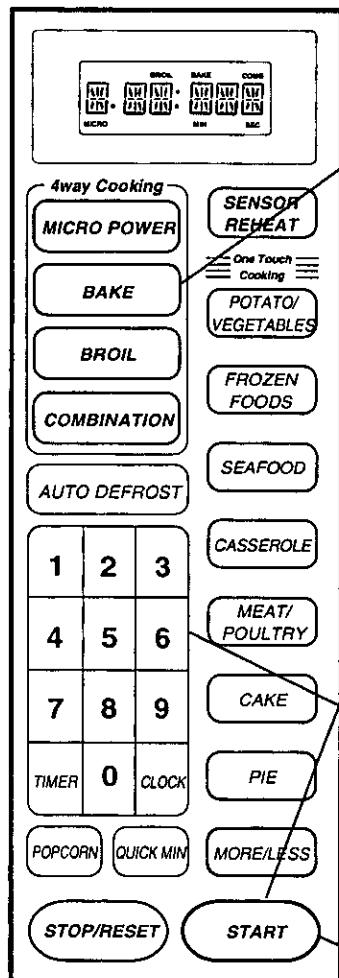 BROIL BAKE COMB
MICRO MIN SEC
4way Cooking
MICRO POWER
BAKE
BROIL
COMBINATION
AUTO DEFROST
1 2 3
4 5 6
7 8 9
TIMER 0 CLOCK
POPCORN QUICK MIN
STOP/RESET
SENSOR
REHEAT
One Touch
Cooking
POTATO/
VEGETABLES
FROZEN
FOODS
SEAFOOD
CASSEROLE
MEAT/
POULTRY
CAKE
PIE
MORE/LESS
START